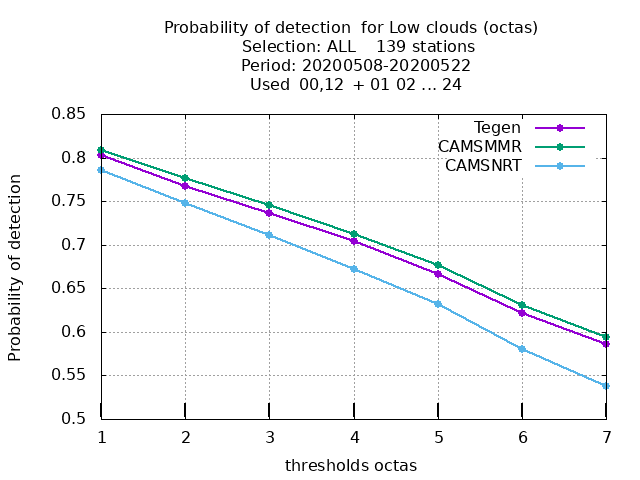 Probability of detection  for Low clouds (octas)
Selection: ALL    139 stations
Period: 20200508-20200522
Used  00,12  + 01 02 ... 24
0.85
0.8
0.75
0.7
0.65
0.6
0.55
0.5
Probability of detection
Tegen
CAMSMMR
CAMSNRT
1 2 3 4 5 6 7
thresholds octas